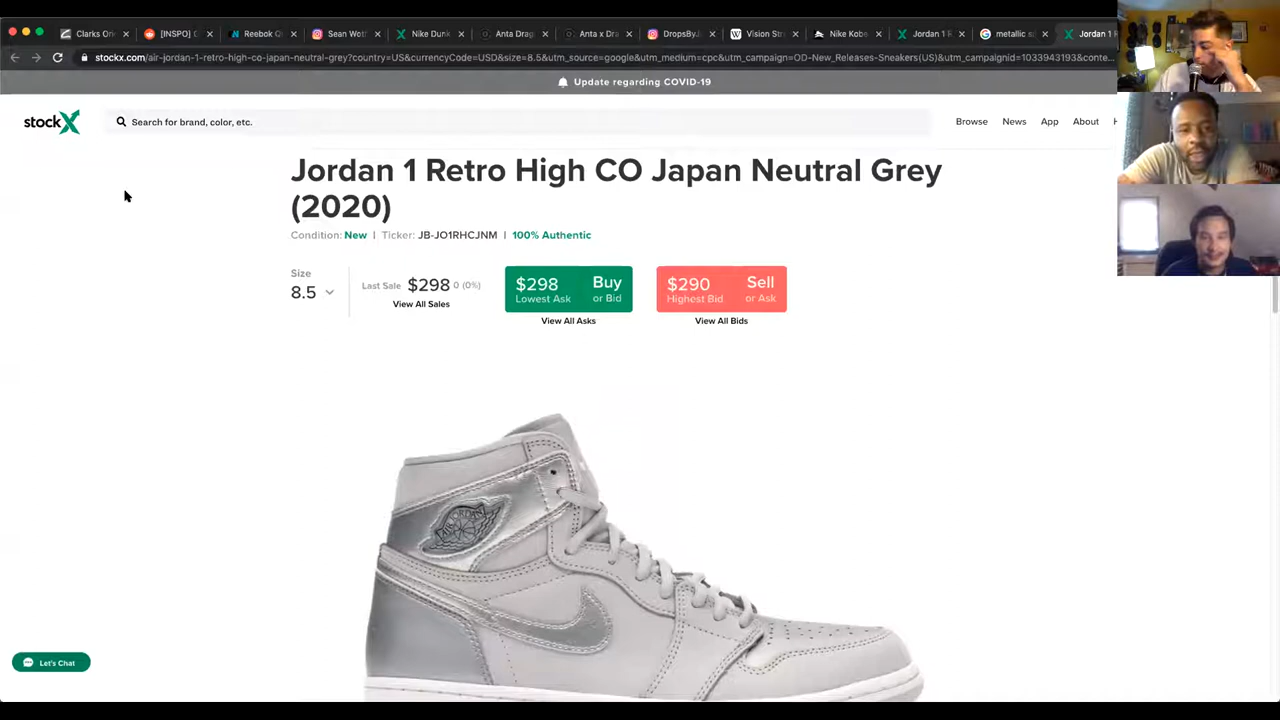 Clarks One
[INSPO] C
Reebok Q
Sean Wot
Nike Dunk
Anta Drag
Anta x Dra
DropsByJ
Vision Stre
Nike Kobe
Jordan 1 R
metallic s
Jordan 1
stockx.com/air-jordan-1-retro-high-co-japan-neutral-grey?country=US&currencyCode=USD&size=8.5&utm_source=google&utm_medium=cpc&utm_campaign=OD-New_Releases-Sneakers(US)&utm_campaignid=1033943193&conte...
Update regarding COVID-19
stockX
Search for brand, color, etc.
Browse News App About H
Jordan 1 Retro High CO Japan Neutral Grey
(2020)
Condition: New | Ticker: JB-JO1RHCJNM | 100% Authentic
Size
8.5
Last Sale $298 0 (0%)
View All Sales
$298 Buy
Lowest Ask or Bid
View All Asks
$290 Sell
Highest Bid or Ask
View All Bids
Let's Chat